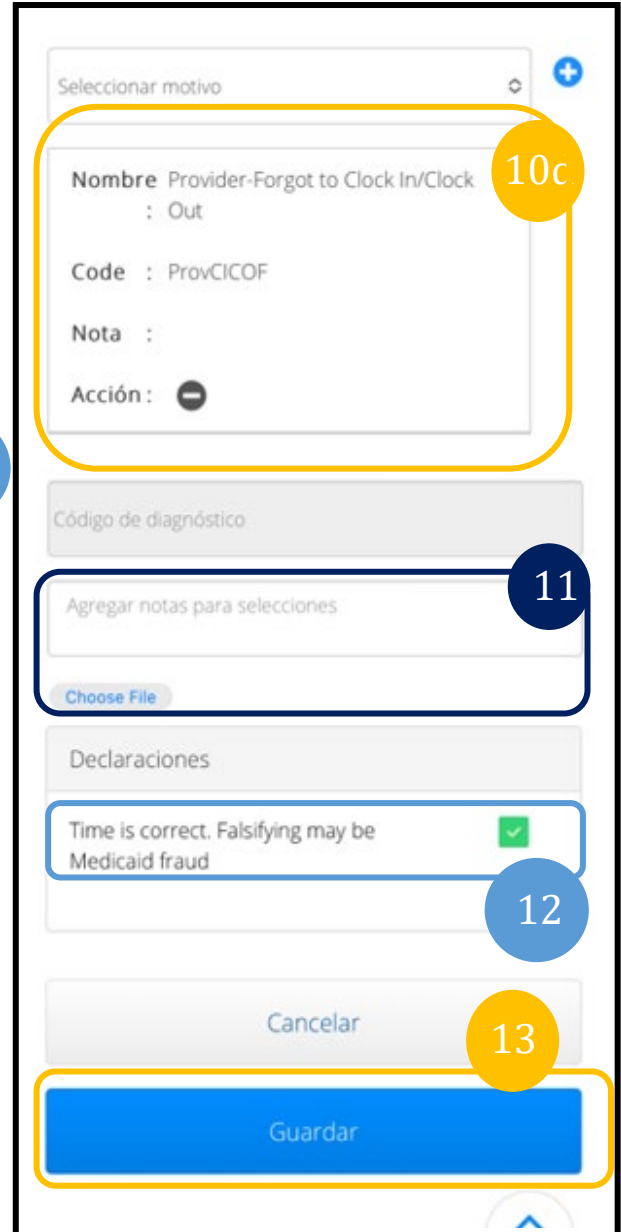 Seleccionar motivo
10c
Nombre : Provider-Forgot to Clock In/Clock
Out
Code : ProvCICOF
Nota :
Acción :
Código de diagnóstico
11
Agregar notas para selecciones
Choose File
Declaraciones
Time is correct. Falsifying may be
Medicaid fraud
12
Cancelar
13
Guardar